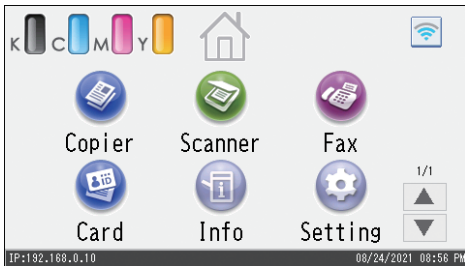 K C M Y
Copier Scanner Fax
1/1
ID
Card Info Setting
IP:192.168.0.10 08/24/2021 08:56 PM